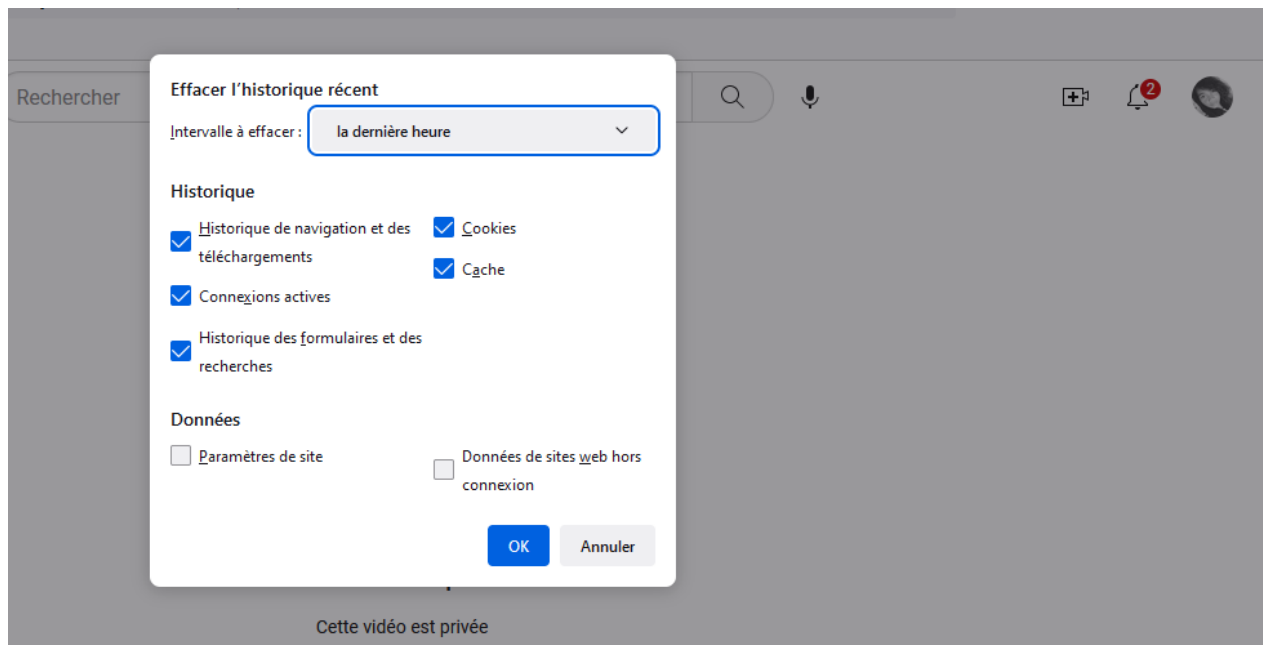 Effacer l’historique récent
Rechercher
Intervalle à effacer :
la dernière heure
2
Historique
Historique de navigation et des
téléchargements
Cookies
Cache
Connexions actives
Historique des formulaires et des
recherches
Données
Paramètres de site
Données de sites web hors
connexion
OK
Annuler
Cette vidéo est privée